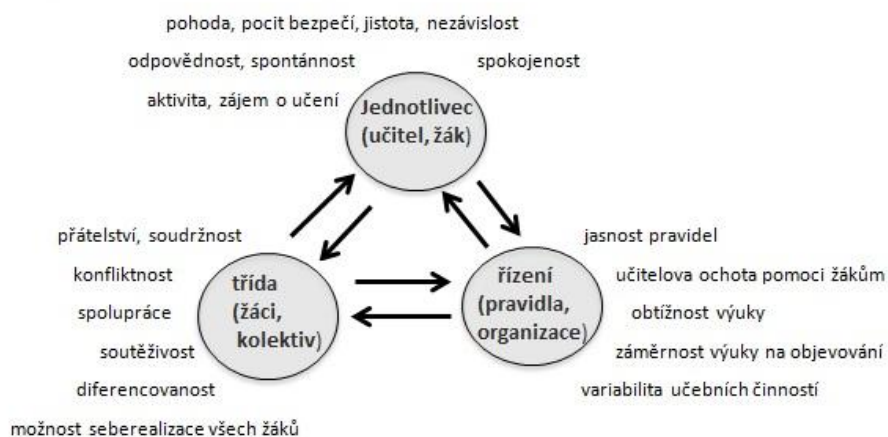 pohoda, pocit bezpečí, jistota, nezávislost
odpovědnost, spontánnost
spokojenost
aktivita, zájem o učení
Jednotlivec
(učitel, žák)
přátelství, soudržnost
konfliktnost
spolupráce
soutěživost
diferencovanost
možnost seberealizace všech žáků
třída
(žáci,
kolektiv)
řízení
(pravidla,
organizace)
jasnost pravidel
učitelova ochota pomoci žákům
obtížnost výuky
záměrnost výuky na objevování
variabilita učebních činností